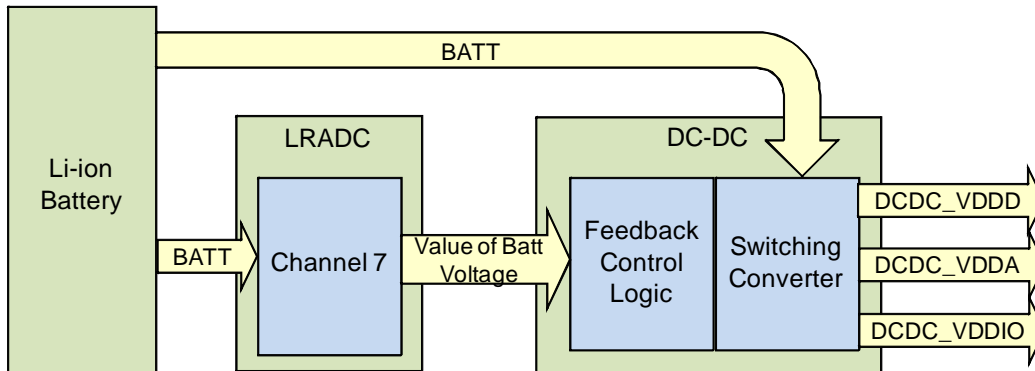 BATT
LRADC
DC-DC
Li-ion
Battery
BATT
Channel 7
Value of Batt
Voltage
Feedback
Control
Logic
Switching
Converter
DCDC_VDDD
DCDC_VDDA
DCDC_VDDIO